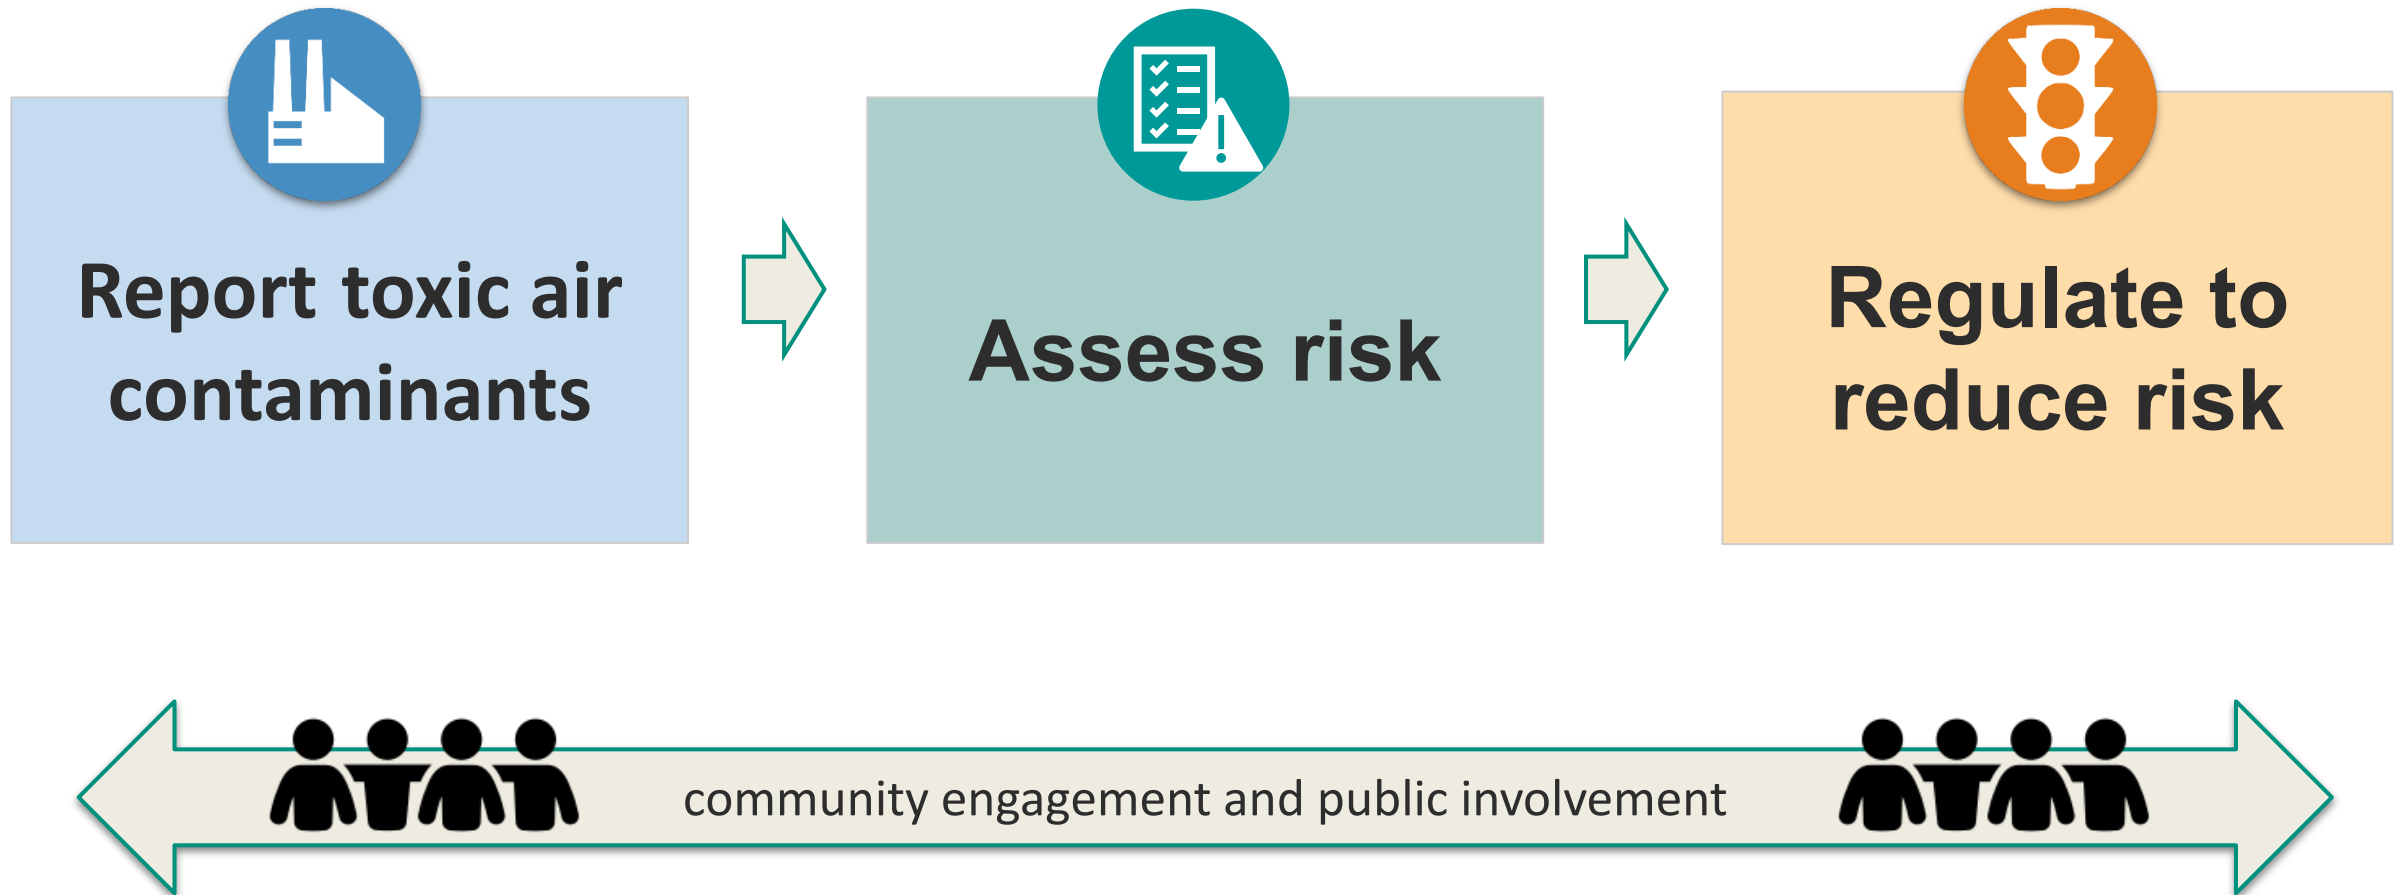 Report toxic air
contaminants
Assess risk
Regulate to
reduce risk
community engagement and public involvement